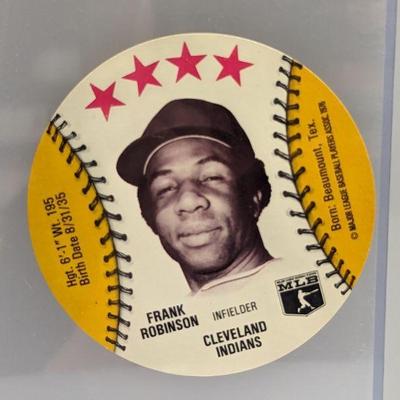 Hgt. 6'-1" Wt. 195
Birth Date 8/31/35
FRANK
ROBINSON
INFIELDER
CLEVELAND
INDIANS
MLB
Born: Beaumount, Tex.
© MAJOR LEAGUE BASEBALL PLAYERS ASSOC. 1976